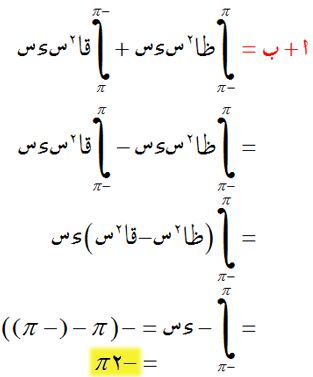 ا + ب = ∫_{-π}^{π} ظا²س ءس + ∫_{π}^{-π} قا²س ءس
= ∫_{-π}^{π} ظا²س ءس − ∫_{-π}^{π} قا²س ءس
= ∫_{-π}^{π} (ظا²س − قا²س) ءس
= ∫_{-π}^{π} − ءس = −(π − (−π))
= −٢π